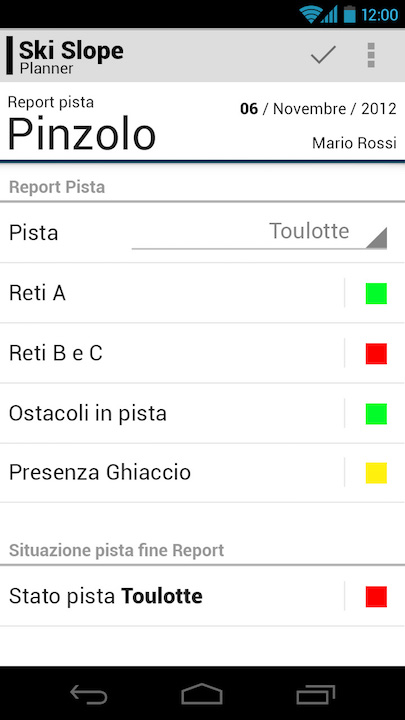 12:00
Ski Slope
Planner
Report pista
Pinzolo
06 / Novembre / 2012
Mario Rossi
Report Pista
Pista Toulotte
Reti A
Reti B e C
Ostacoli in pista
Presenza Ghiaccio
Situazione pista fine Report
Stato pista Toulotte